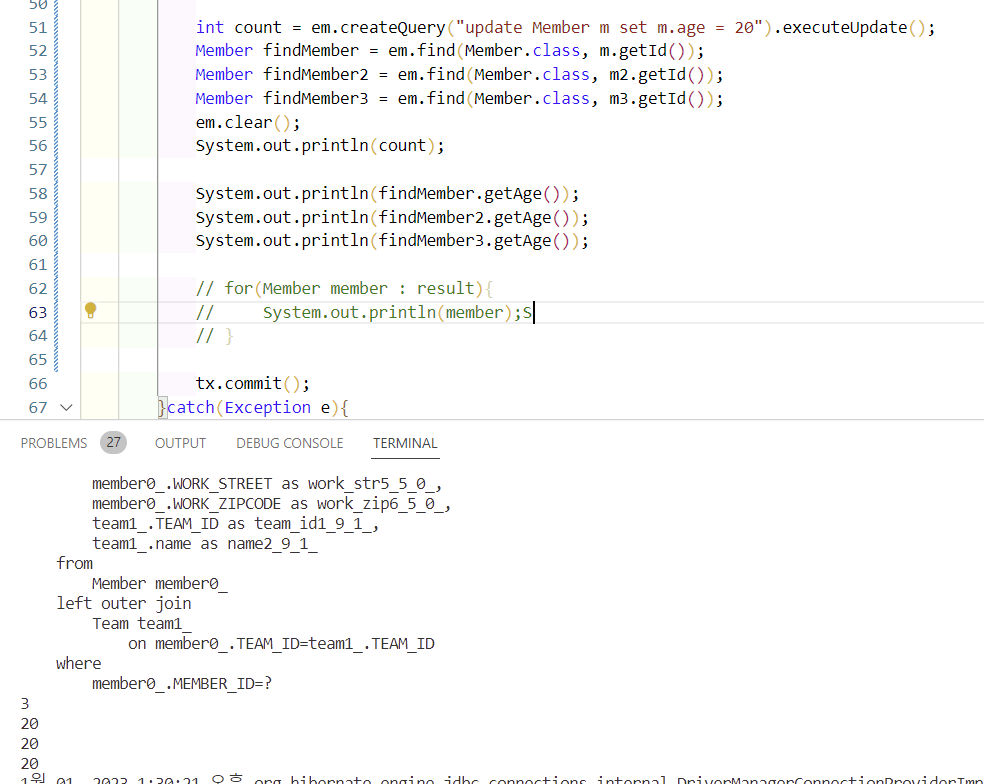 50
51 int count = em.createQuery("update Member m set m.age = 20").executeUpdate();
52 Member findMember = em.find(Member.class, m.getId());
53 Member findMember2 = em.find(Member.class, m2.getId());
54 Member findMember3 = em.find(Member.class, m3.getId());
55 em.clear();
56 System.out.println(count);
57
58 System.out.println(findMember.getAge());
59 System.out.println(findMember2.getAge());
60 System.out.println(findMember3.getAge());
61
62 // for(Member member : result){
63 //     System.out.println(member);S
64 // }
65
66 tx.commit();
67 }catch(Exception e){
PROBLEMS 27 OUTPUT DEBUG CONSOLE TERMINAL
member0_.WORK_STREET as work_str5_5_0_,
member0_.WORK_ZIPCODE as work_zip6_5_0_,
team1_.TEAM_ID as team_id1_9_1_,
team1_.name as name2_9_1_
from
Member member0_
left outer join
Team team1_
on member0_.TEAM_ID=team1_.TEAM_ID
where
member0_.MEMBER_ID=?
3
20
20
20
1월 01, 2023 1:30:21 오후 org.hibernate.engine.jdbc.connections.internal.DriverManagerConnectionProviderImp